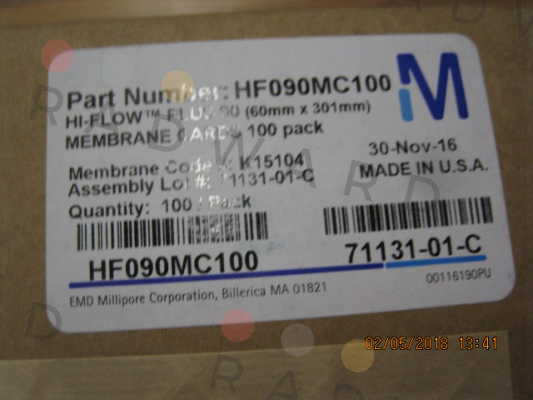 Part Number: HF090MC100
HI-FLOW™ PLUS 90 (60mm x 301mm)
MEMBRANE CARDS 100 pack
30-Nov-16
MADE IN U.S.A.
Membrane Code #: K15104
Assembly Lot #: 71131-01-C
Quantity: 100 / Pack
HF090MC100
71131-01-C
00116190PU
EMD Millipore Corporation, Billerica MA 01821
02/05/2018 13:41
RADWARD
RADWARD